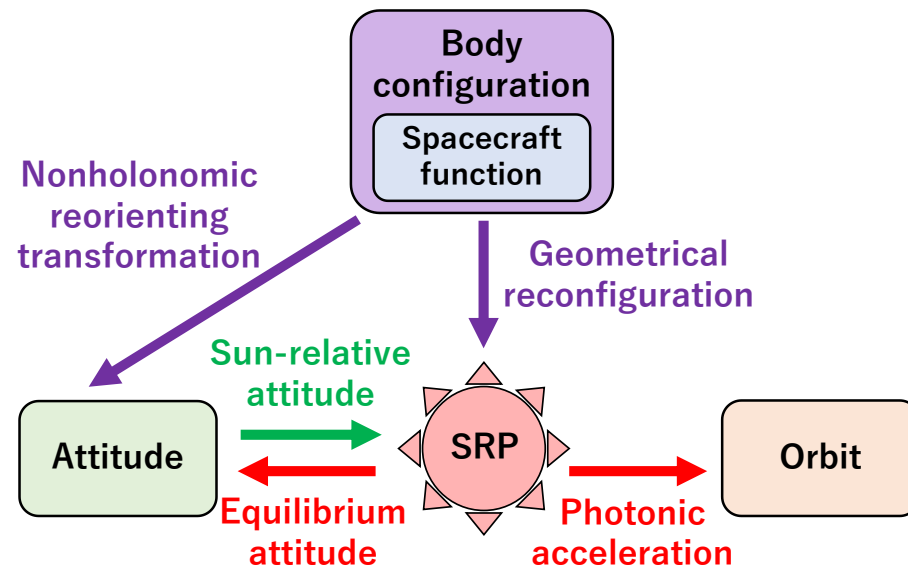 Body
configuration
Spacecraft
function
Nonholonomic
reorienting
transformation
Geometrical
reconfiguration
Sun-relative
attitude
Attitude
SRP
Orbit
Equilibrium
attitude
Photonic
acceleration